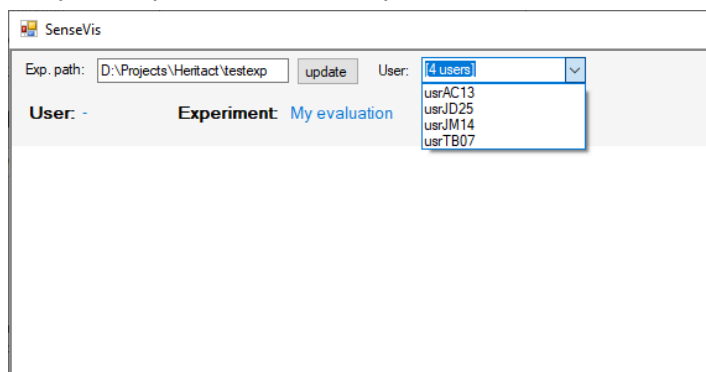 SenseVis
Exp. path: D:\Projects\Heritact\testexp update User: [4 users]
usrAC13
usrJD25
usrJM14
usrTB07
User: - Experiment: My evaluation